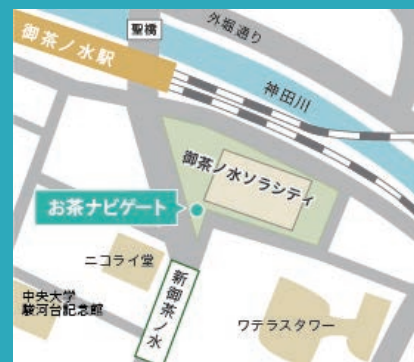 聖橋
外堀通り
御茶ノ水駅
神田川
御茶ノ水ソラシティ
お茶ナビゲート
ニコライ堂
新御茶ノ水
中央大学
駿河台記念館
ワテラスタワー